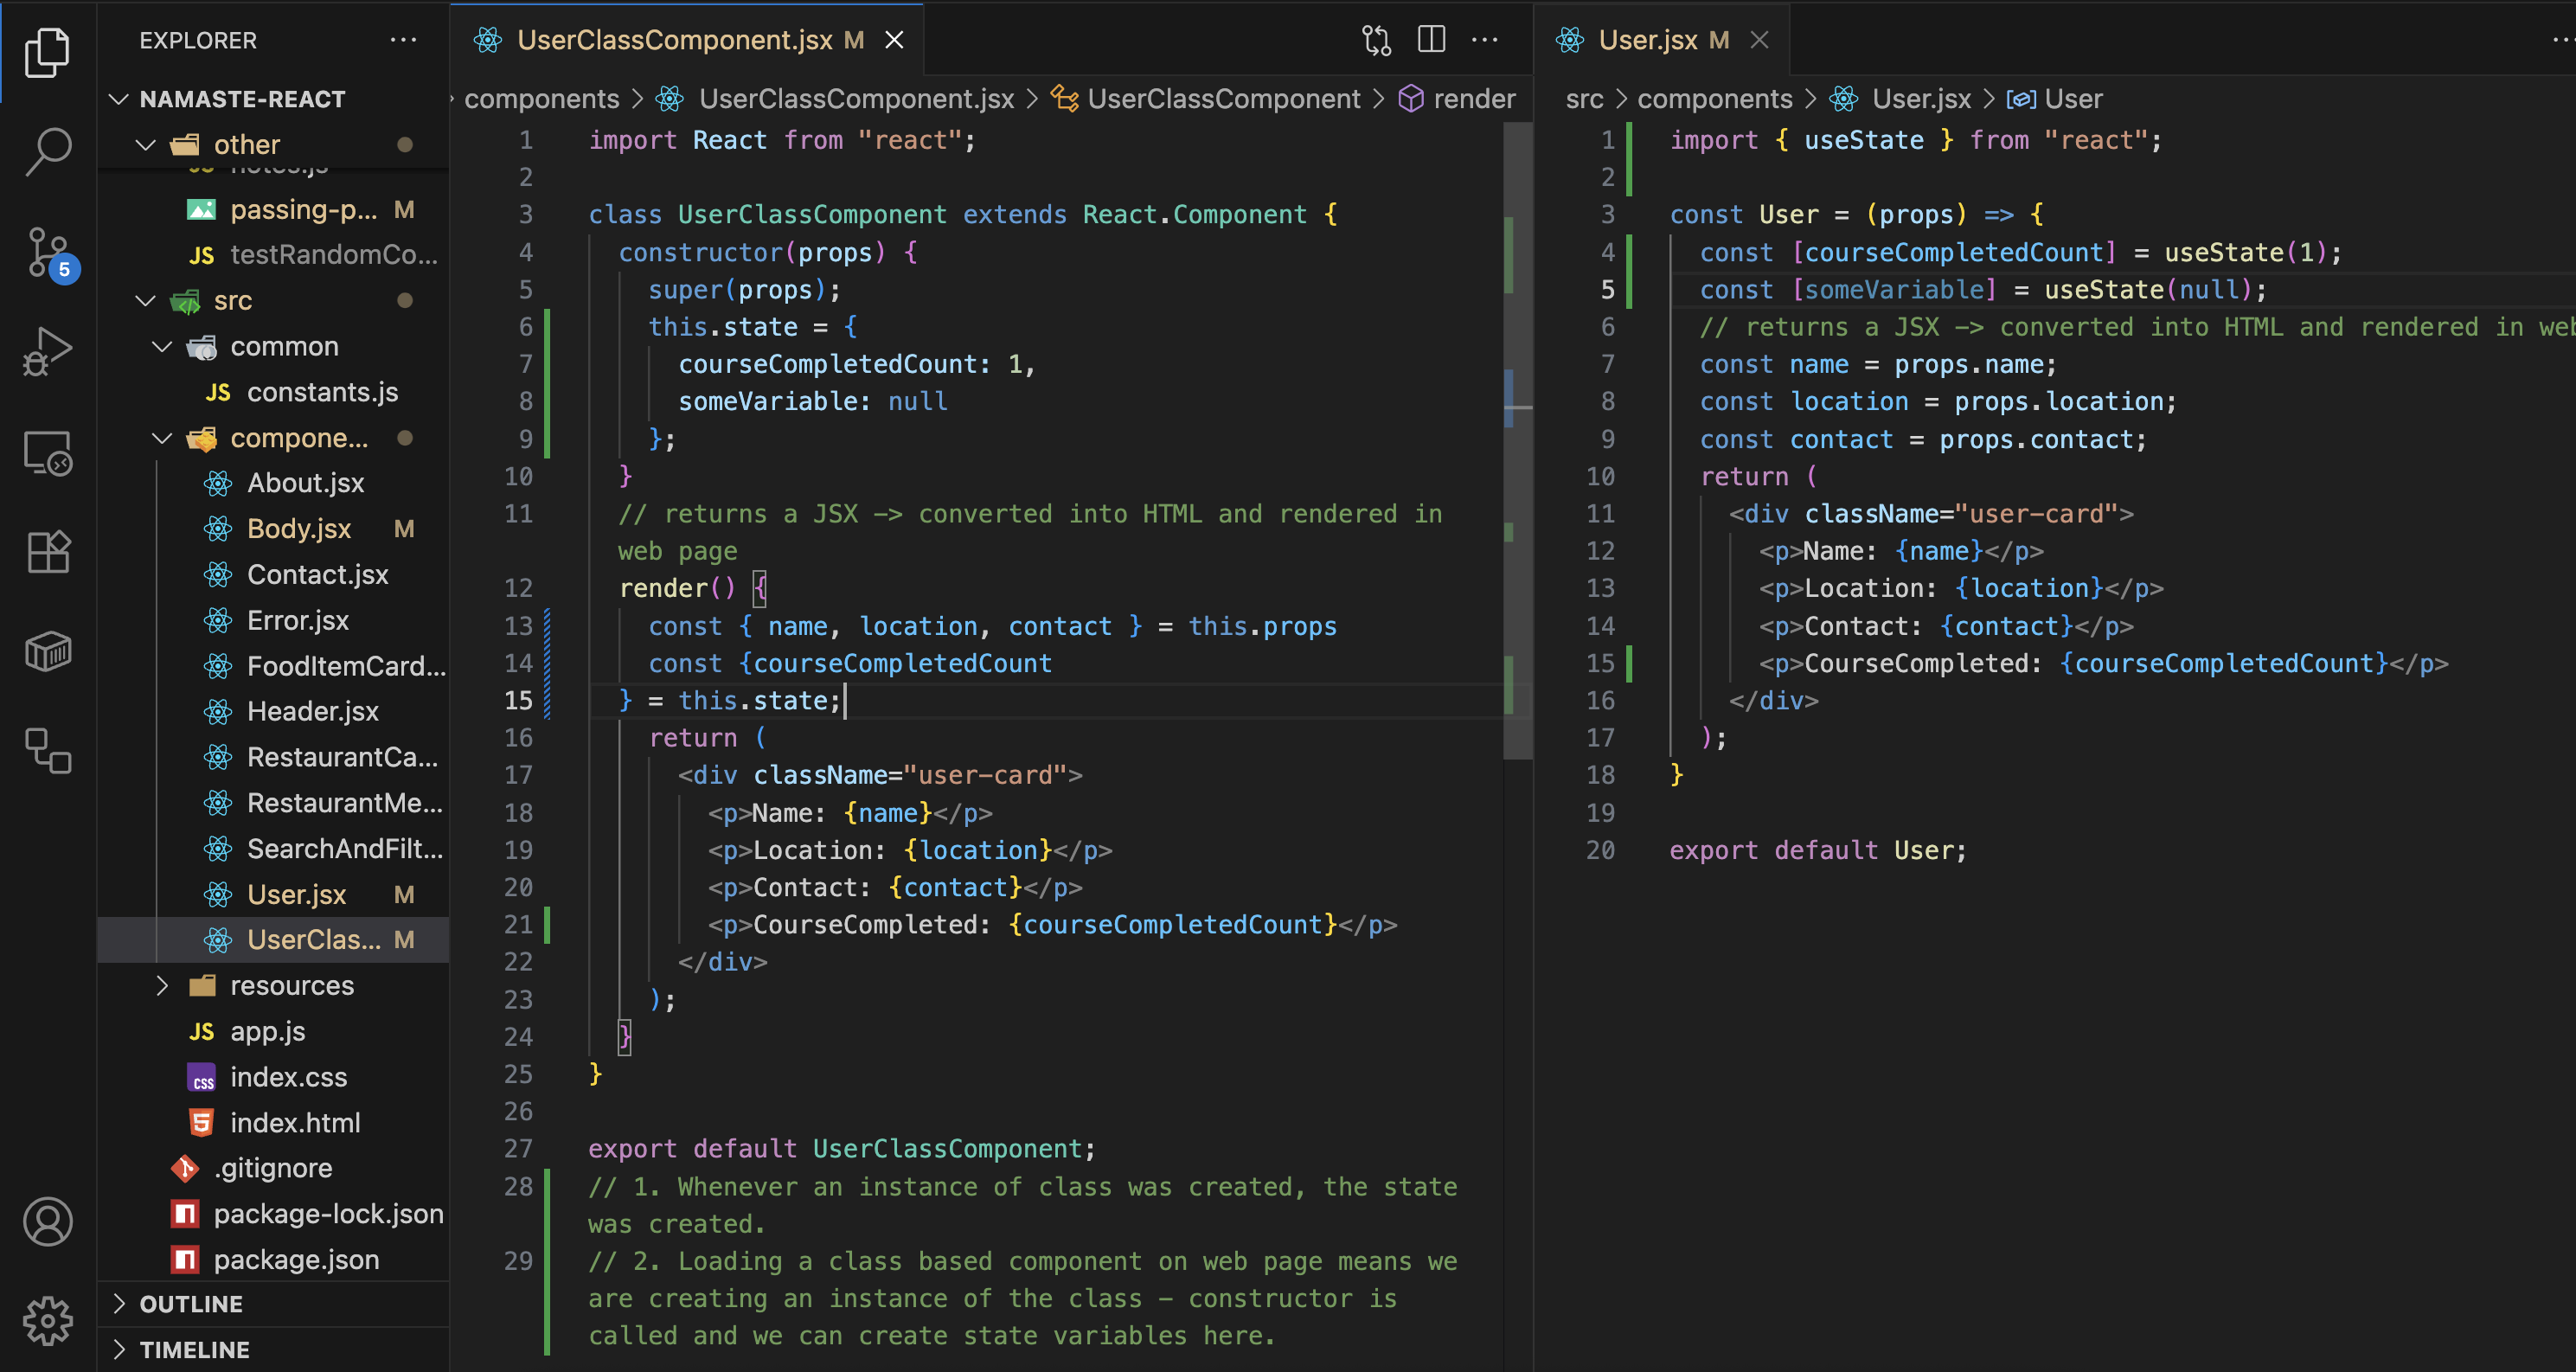 EXPLORER
NAMASTE-REACT
other
notes.js
passing-p... M
testRandomCo...
src
common
constants.js
compone...
About.jsx
Body.jsx M
Contact.jsx
Error.jsx
FoodItemCard...
Header.jsx
RestaurantCa...
RestaurantMe...
SearchAndFilt...
User.jsx M
UserClas... M
resources
app.js
index.css
index.html
.gitignore
package-lock.json
package.json
OUTLINE
TIMELINE
5
UserClassComponent.jsx M
components > UserClassComponent.jsx > UserClassComponent > render
1 import React from "react";
2
3 class UserClassComponent extends React.Component {
4 constructor(props) {
5 super(props);
6 this.state = {
7 courseCompletedCount: 1,
8 someVariable: null
9 };
10 }
11 // returns a JSX -> converted into HTML and rendered in
web page
12 render() {
13 const { name, location, contact } = this.props
14 const {courseCompletedCount
15 } = this.state;
16 return (
17 <div className="user-card">
18 <p>Name: {name}</p>
19 <p>Location: {location}</p>
20 <p>Contact: {contact}</p>
21 <p>CourseCompleted: {courseCompletedCount}</p>
22 </div>
23 );
24 }
25 }
26
27 export default UserClassComponent;
28 // 1. Whenever an instance of class was created, the state
was created.
29 // 2. Loading a class based component on web page means we
are creating an instance of the class - constructor is
called and we can create state variables here.
User.jsx M
src > components > User.jsx > User
1 import { useState } from "react";
2
3 const User = (props) => {
4 const [courseCompletedCount] = useState(1);
5 const [someVariable] = useState(null);
6 // returns a JSX -> converted into HTML and rendered in web
7 const name = props.name;
8 const location = props.location;
9 const contact = props.contact;
10 return (
11 <div className="user-card">
12 <p>Name: {name}</p>
13 <p>Location: {location}</p>
14 <p>Contact: {contact}</p>
15 <p>CourseCompleted: {courseCompletedCount}</p>
16 </div>
17 );
18 }
19
20 export default User;